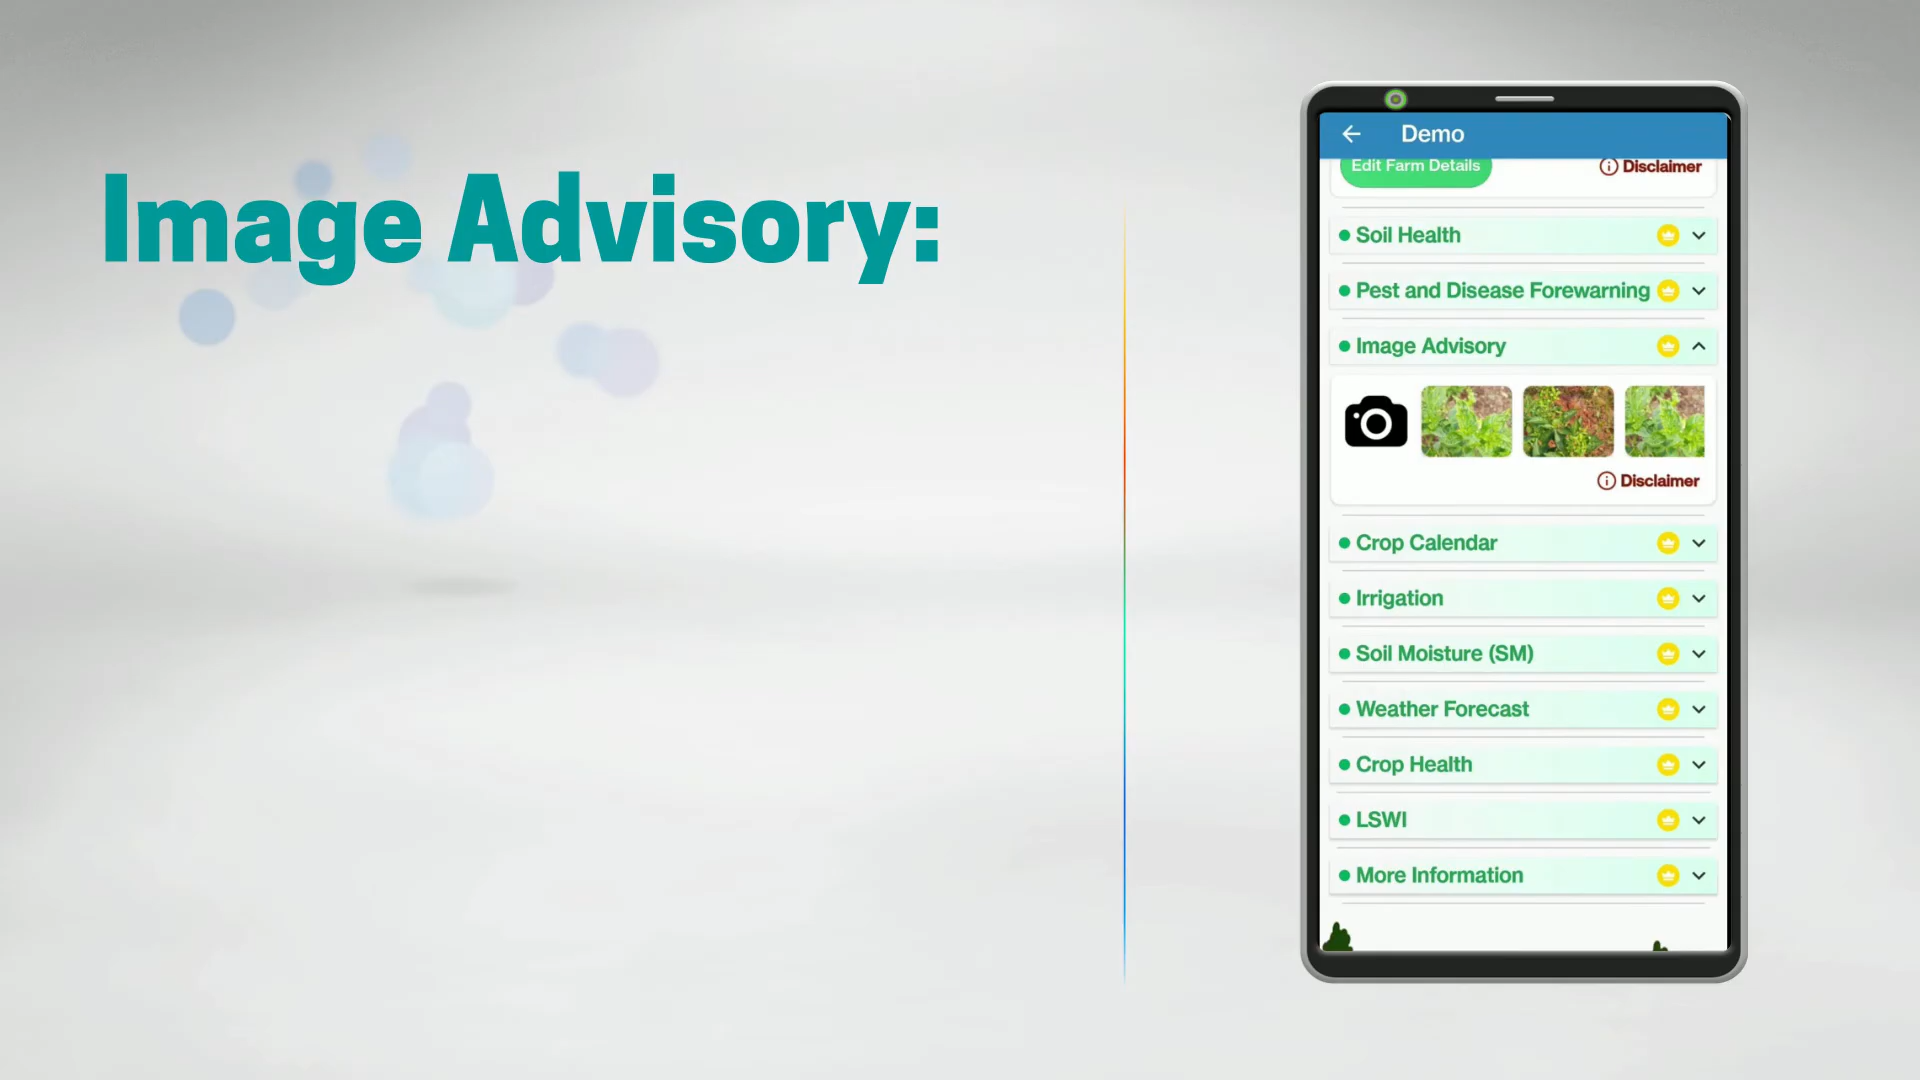 Image Advisory:
Demo
Edit Farm Details
Disclaimer
Soil Health
Pest and Disease Forewarning
Image Advisory
Disclaimer
Crop Calendar
Irrigation
Soil Moisture (SM)
Weather Forecast
Crop Health
LSWI
More Information